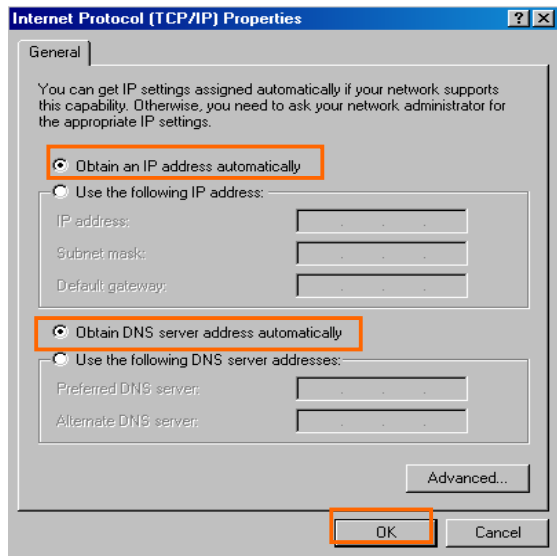 Internet Protocol (TCP/IP) Properties
General
You can get IP settings assigned automatically if your network supports
this capability. Otherwise, you need to ask your network administrator for
the appropriate IP settings.
Obtain an IP address automatically
Use the following IP address:
IP address:
Subnet mask:
Default gateway:
Obtain DNS server address automatically
Use the following DNS server addresses:
Preferred DNS server:
Alternate DNS server:
Advanced...
OK Cancel